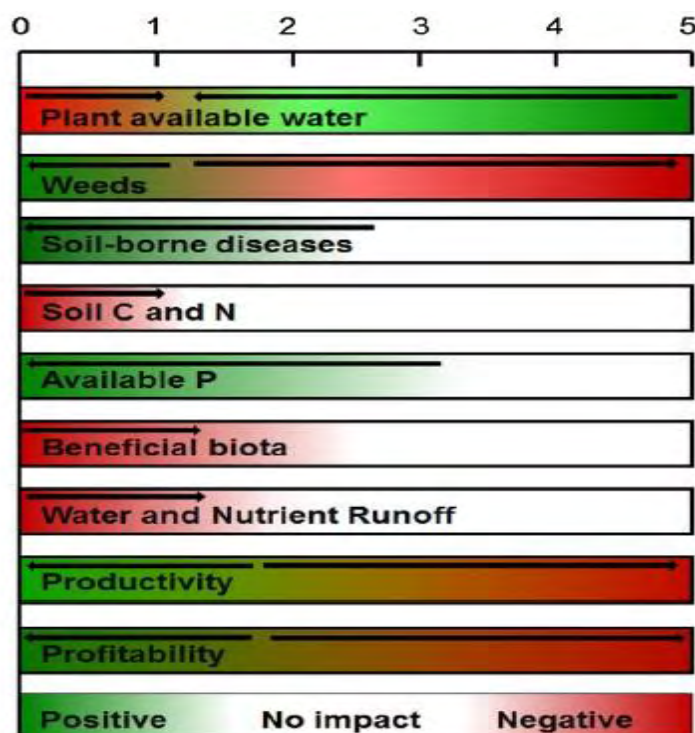 0 1 2 3 4 5
Plant available water
Weeds
Soil-borne diseases
Soil C and N
Available P
Beneficial biota
Water and Nutrient Runoff
Productivity
Profitability
Positive No impact Negative